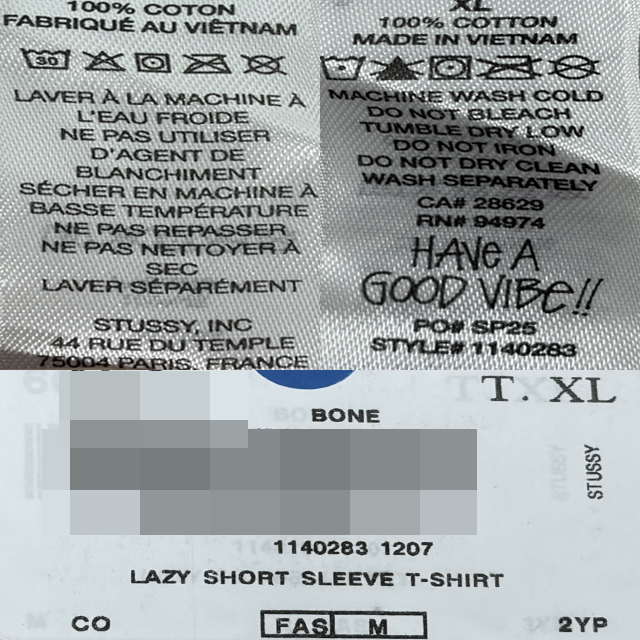 100% COTON
FABRIQUÉ AU VIÊTNAM
30
LAVER À LA MACHINE À
L'EAU FROIDE
NE PAS UTILISER
D'AGENT DE
BLANCHIMENT
SÉCHER EN MACHINE À
BASSE TEMPÉRATURE
NE PAS REPASSER
NE PAS NETTOYER À
SEC
LAVER SÉPARÉMENT
STUSSY, INC
44 RUE DU TEMPLE
75004 PARIS, FRANCE
XL
100% COTTON
MADE IN VIETNAM
MACHINE WASH COLD
DO NOT BLEACH
TUMBLE DRY LOW
DO NOT IRON
DO NOT DRY CLEAN
WASH SEPARATELY
CA# 28629
RN# 94974
HAVE A
GOOD VIBE!!
PO# SP25
STYLE# 1140283
T. XL
BONE
STUSSY
1140283 1207
LAZY SHORT SLEEVE T-SHIRT
CO
FAS M
2YP